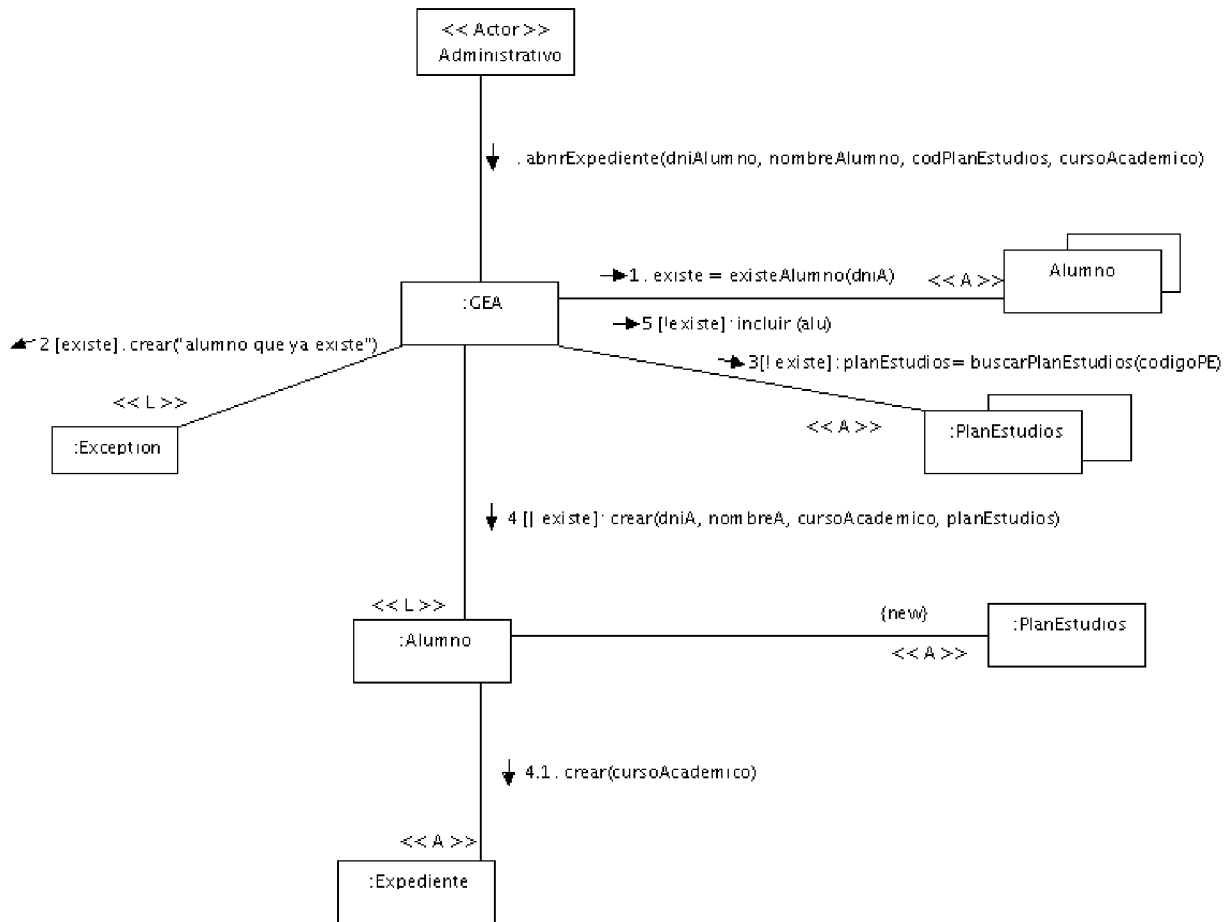 << Actor >>
Administrativo
: abrirExpediente(dniAlumno, nombreAlumno, codPlanEstudios, cursoAcademico)
1 : existe = existeAlumno(dniA)
<< A >>
Alumno
:GEA
5 [!existe] : incluir (alu)
2 [existe] : crear("alumno que ya existe")
3[! existe] : planEstudios= buscarPlanEstudios(codigoPE)
<< L >>
<< A >>
:PlanEstudios
:Exception
4 [! existe] : crear(dniA, nombreA, cursoAcademico, planEstudios)
<< L >>
{new}
:PlanEstudios
:Alumno
<< A >>
4.1 : crear(cursoAcademico)
<< A >>
:Expediente